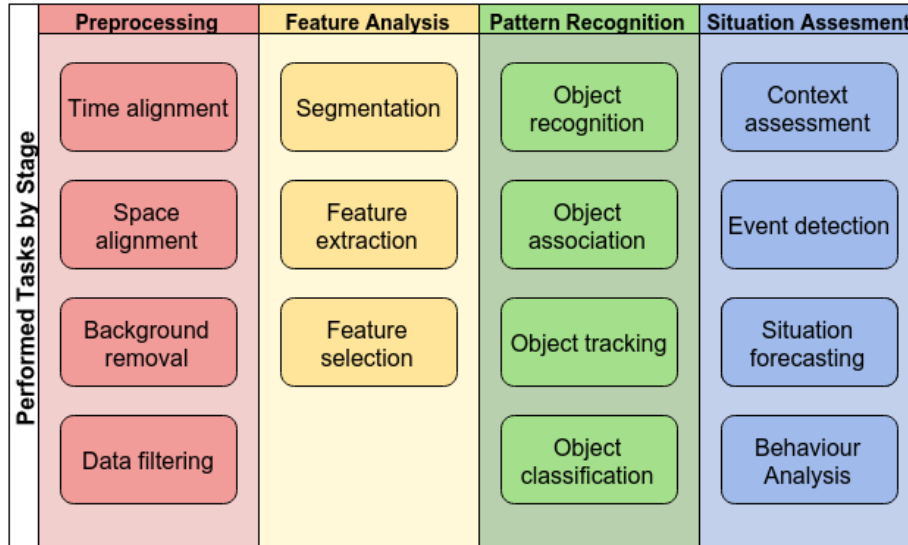 Preprocessing
Feature Analysis
Pattern Recognition
Situation Assesment
Performed Tasks by Stage
Time alignment
Space
alignment
Background
removal
Data filtering
Segmentation
Feature
extraction
Feature
selection
Object
recognition
Object
association
Object tracking
Object
classification
Context
assessment
Event detection
Situation
forecasting
Behaviour
Analysis